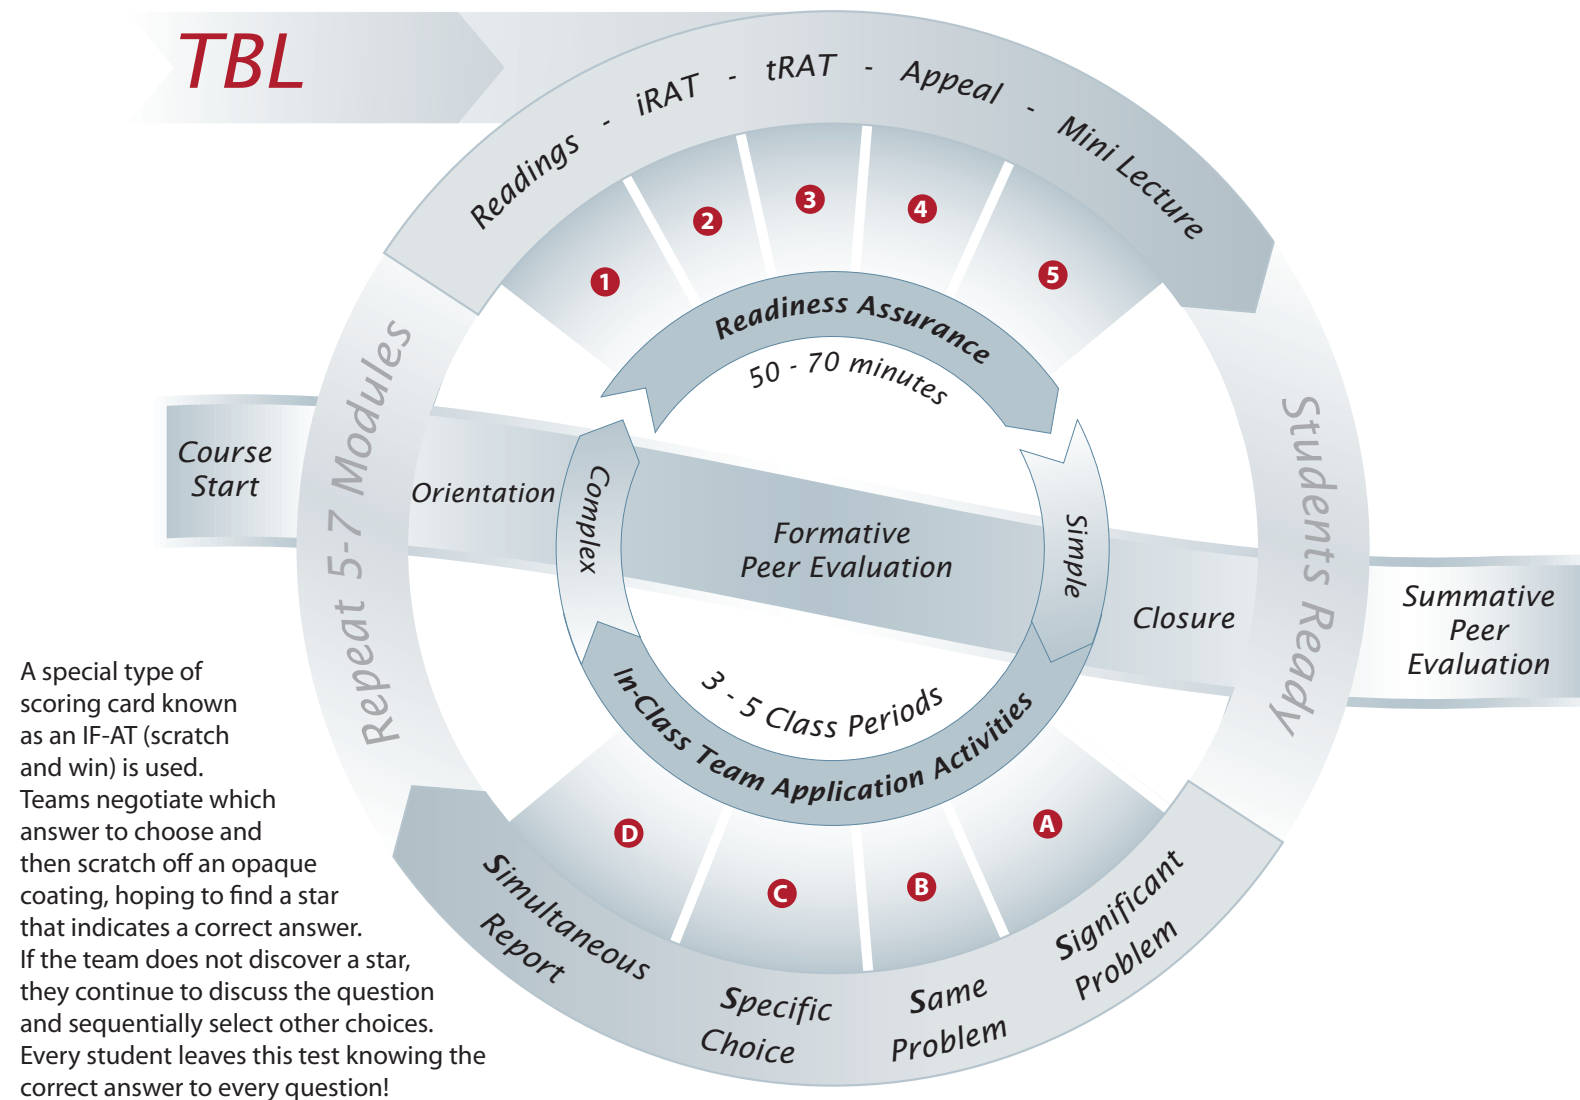 TBL
Readings - iRAT - tRAT - Appeal - Mini Lecture
1
2
3
4
5
Readiness Assurance
50 - 70 minutes
Repeat 5-7 Modules
Students Ready
Course
Start
Orientation
Complex
Formative
Peer Evaluation
Simple
Closure
Summative
Peer
Evaluation
3 - 5 Class Periods
In-Class Team Application Activities
D
C
B
A
Simultaneous
Report
Specific
Choice
Same
Problem
Significant
Problem
A special type of
scoring card known
as an IF-AT (scratch
and win) is used.
Teams negotiate which
answer to choose and
then scratch off an opaque
coating, hoping to find a star
that indicates a correct answer.
If the team does not discover a star,
they continue to discuss the question
and sequentially select other choices.
Every student leaves this test knowing the
correct answer to every question!